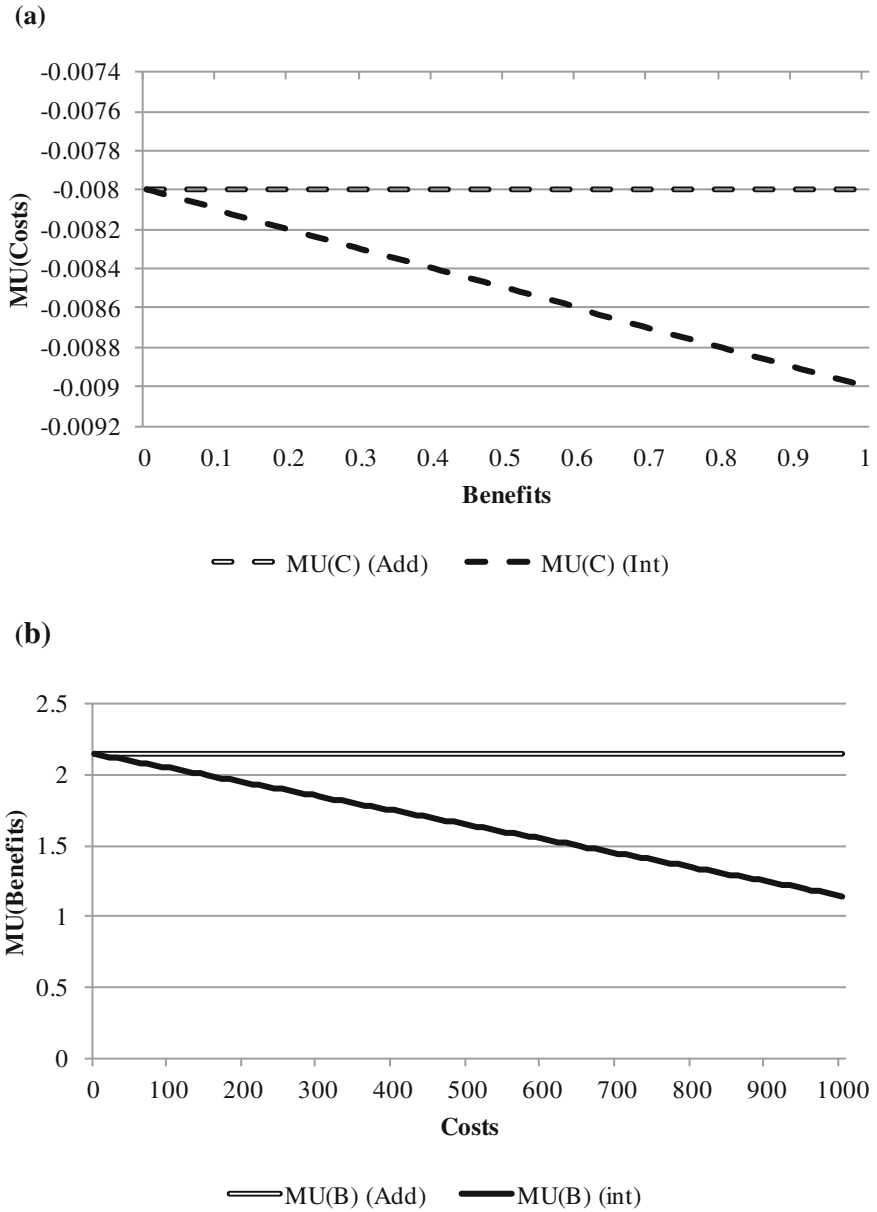 (a)
-0.0074
-0.0076
-0.0078
-0.008
-0.0082
-0.0084
-0.0086
-0.0088
-0.009
-0.0092
MU(Costs)
0 0.1 0.2 0.3 0.4 0.5 0.6 0.7 0.8 0.9 1
Benefits
MU(C) (Add) MU(C) (Int)
(b)
2.5
2
1.5
1
0.5
0
MU(Benefits)
0 100 200 300 400 500 600 700 800 900 1000
Costs
MU(B) (Add) MU(B) (int)